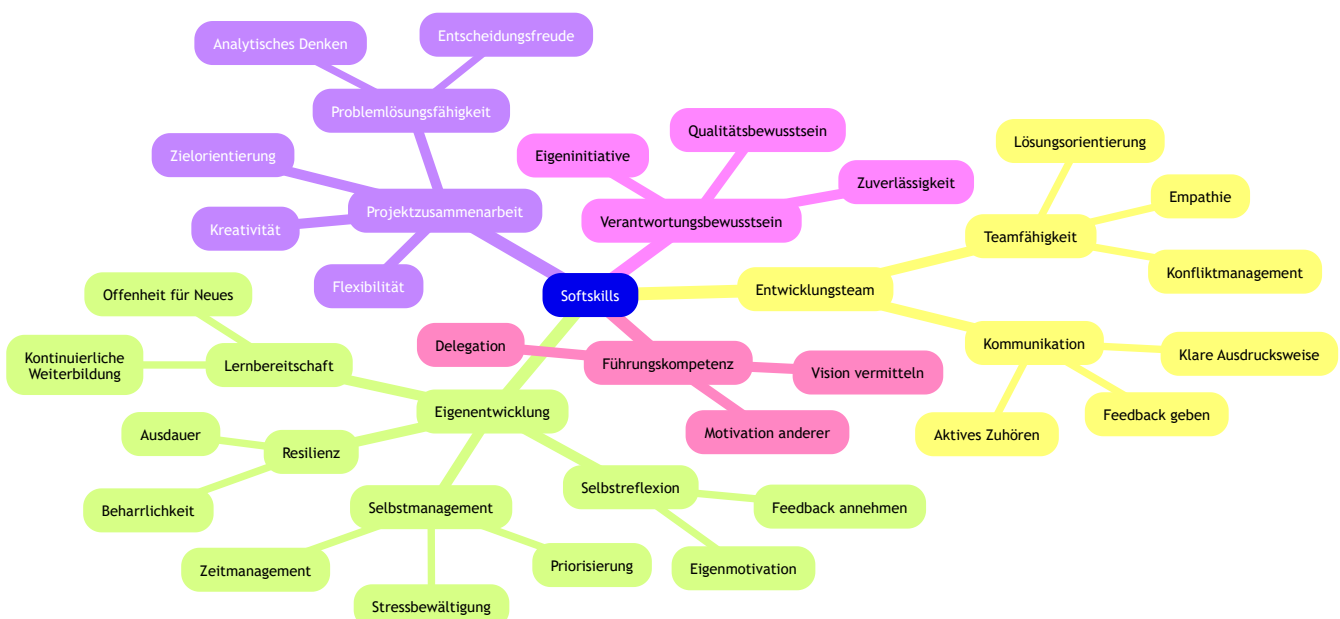 Softskills
Entwicklungsteam
Teamfähigkeit
Lösungsorientierung
Empathie
Konfliktmanagement
Kommunikation
Klare Ausdrucksweise
Feedback geben
Aktives Zuhören
Verantwortungsbewusstsein
Eigeninitiative
Qualitätsbewusstsein
Zuverlässigkeit
Projektzusammenarbeit
Problemlösungsfähigkeit
Analytisches Denken
Entscheidungsfreude
Zielorientierung
Kreativität
Flexibilität
Führungskompetenz
Delegation
Vision vermitteln
Motivation anderer
Eigenentwicklung
Lernbereitschaft
Offenheit für Neues
Kontinuierliche
Weiterbildung
Resilienz
Ausdauer
Beharrlichkeit
Selbstmanagement
Zeitmanagement
Stressbewältigung
Priorisierung
Selbstreflexion
Feedback annehmen
Eigenmotivation